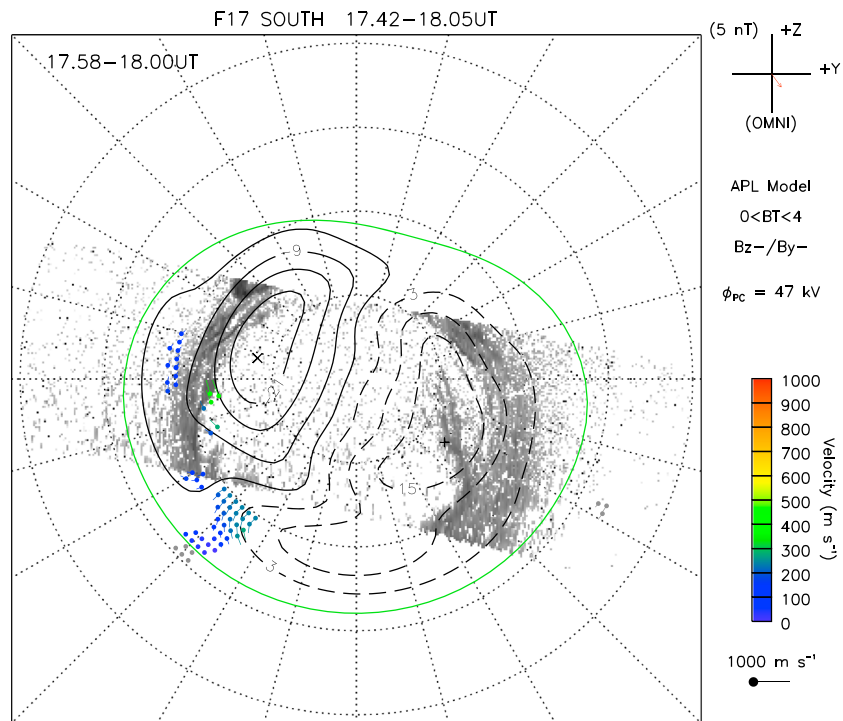 F17 SOUTH 17.42-18.05UT
17.58-18.00UT
(5 nT)
+Z
+Y
(OMNI)
APL Model
0<BT<4
Bz-/By-
ϕPC = 47 kV
9
3
15
3
1000
900
800
700
600
500
400
300
200
100
0
Velocity (m s⁻¹)
1000 m s⁻¹